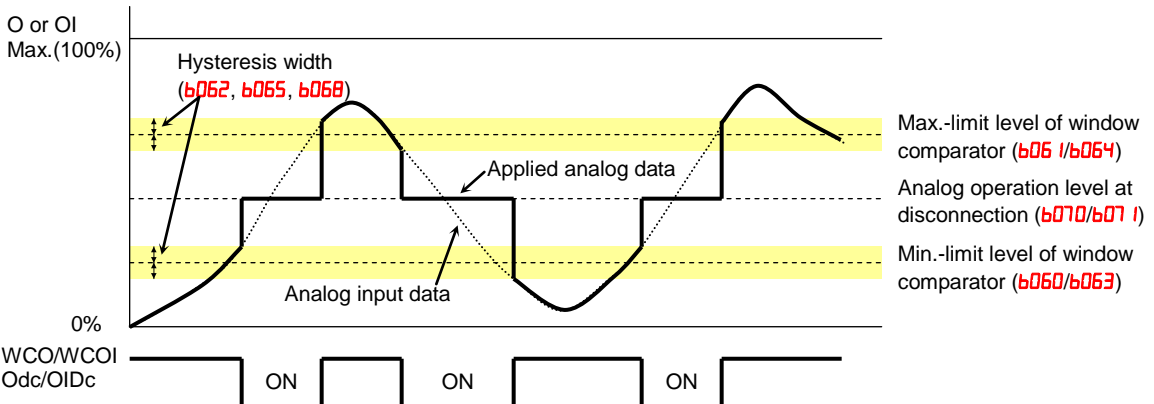 O or OI
Max.(100%)
Hysteresis width
(b062, b065, b068)
Max.-limit level of window
comparator (b061/b064)
Applied analog data
Analog operation level at
disconnection (b070/b071)
Min.-limit level of window
comparator (b060/b063)
Analog input data
0%
WCO/WCOI
Odc/OIDc
ON
ON
ON